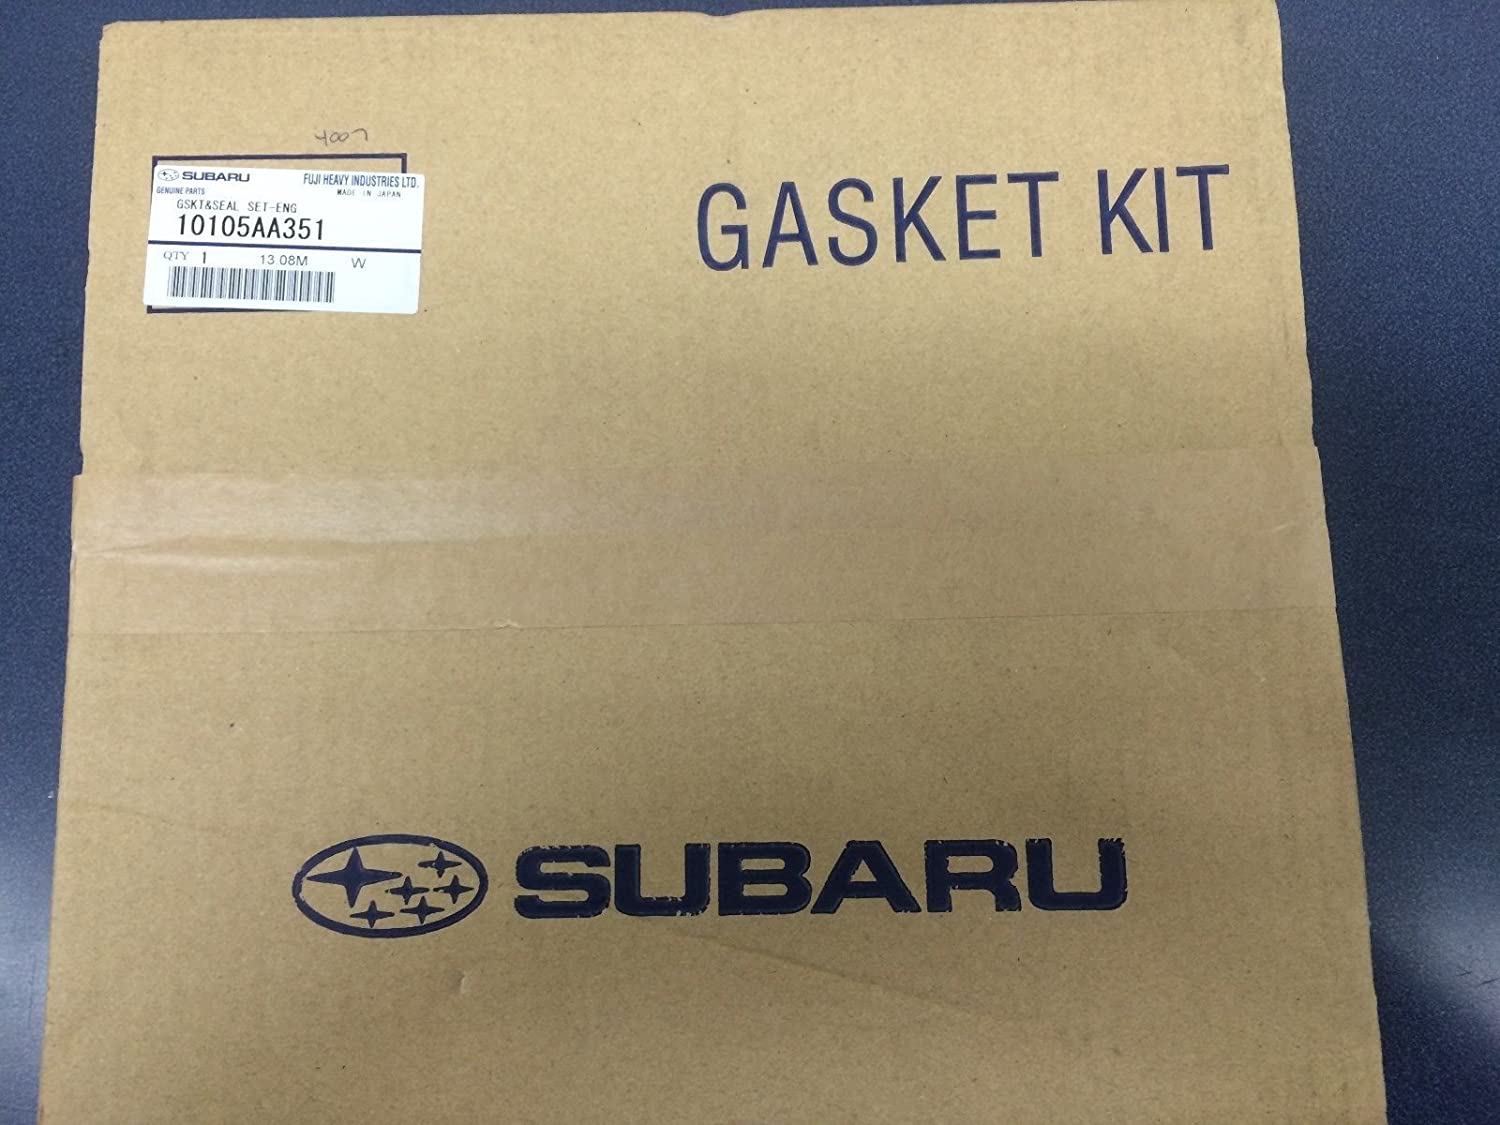 4007
SUBARU FUJI HEAVY INDUSTRIES LTD.
GENUINE PARTS MADE IN JAPAN
GSKT&SEAL SET-ENG
10105AA351
QTY 1 13.08M W
GASKET KIT
SUBARU